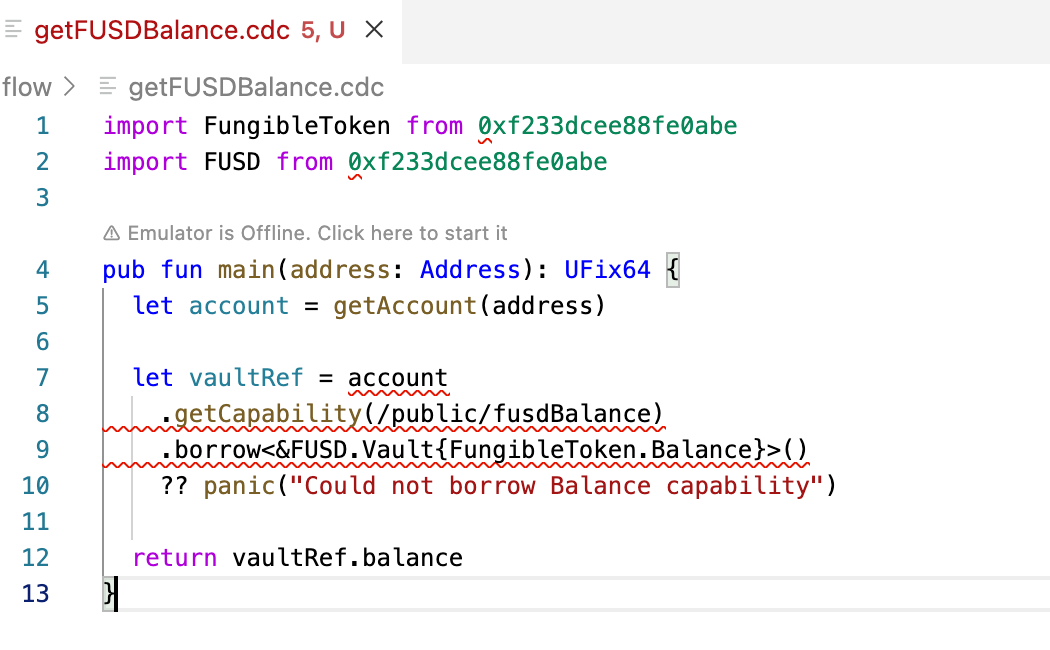 getFUSDBalance.cdc 5, U
flow > getFUSDBalance.cdc
1 import FungibleToken from 0xf233dcee88fe0abe
2 import FUSD from 0xf233dcee88fe0abe
3
Emulator is Offline. Click here to start it
4 pub fun main(address: Address): UFix64 {
5   let account = getAccount(address)
6
7   let vaultRef = account
8     .getCapability(/public/fusdBalance)
9     .borrow<&FUSD.Vault{FungibleToken.Balance}>()
10     ?? panic("Could not borrow Balance capability")
11
12   return vaultRef.balance
13 }